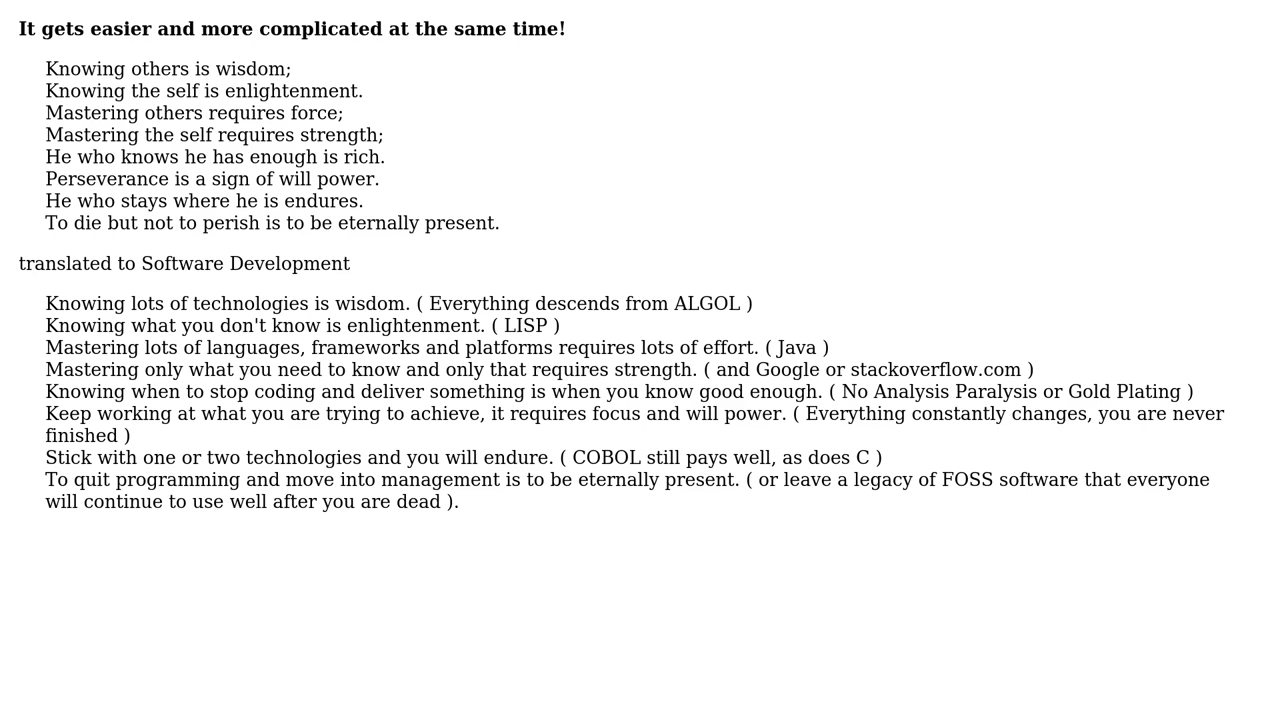 It gets easier and more complicated at the same time!
Knowing others is wisdom;
Knowing the self is enlightenment.
Mastering others requires force;
Mastering the self requires strength;
He who knows he has enough is rich.
Perseverance is a sign of will power.
He who stays where he is endures.
To die but not to perish is to be eternally present.
translated to Software Development
Knowing lots of technologies is wisdom. ( Everything descends from ALGOL )
Knowing what you don't know is enlightenment. ( LISP )
Mastering lots of languages, frameworks and platforms requires lots of effort. ( Java )
Mastering only what you need to know and only that requires strength. ( and Google or stackoverflow.com )
Knowing when to stop coding and deliver something is when you know good enough. ( No Analysis Paralysis or Gold Plating )
Keep working at what you are trying to achieve, it requires focus and will power. ( Everything constantly changes, you are never
finished )
Stick with one or two technologies and you will endure. ( COBOL still pays well, as does C )
To quit programming and move into management is to be eternally present. ( or leave a legacy of FOSS software that everyone
will continue to use well after you are dead ).